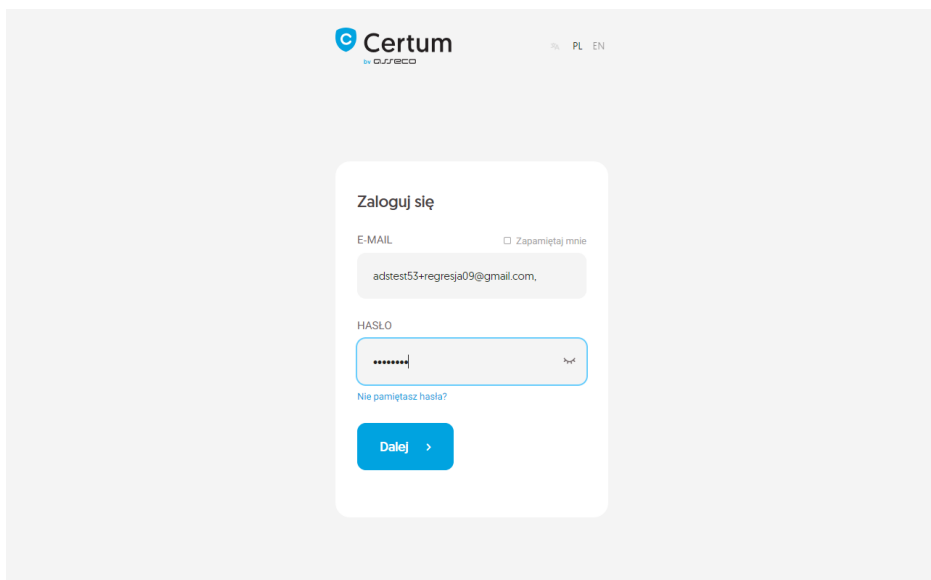 Certum
by asseco
PL EN
Zaloguj się
E-MAIL
Zapamiętaj mnie
adstest53+regresja09@gmail.com,
HASŁO
••••••••
Nie pamiętasz hasła?
Dalej